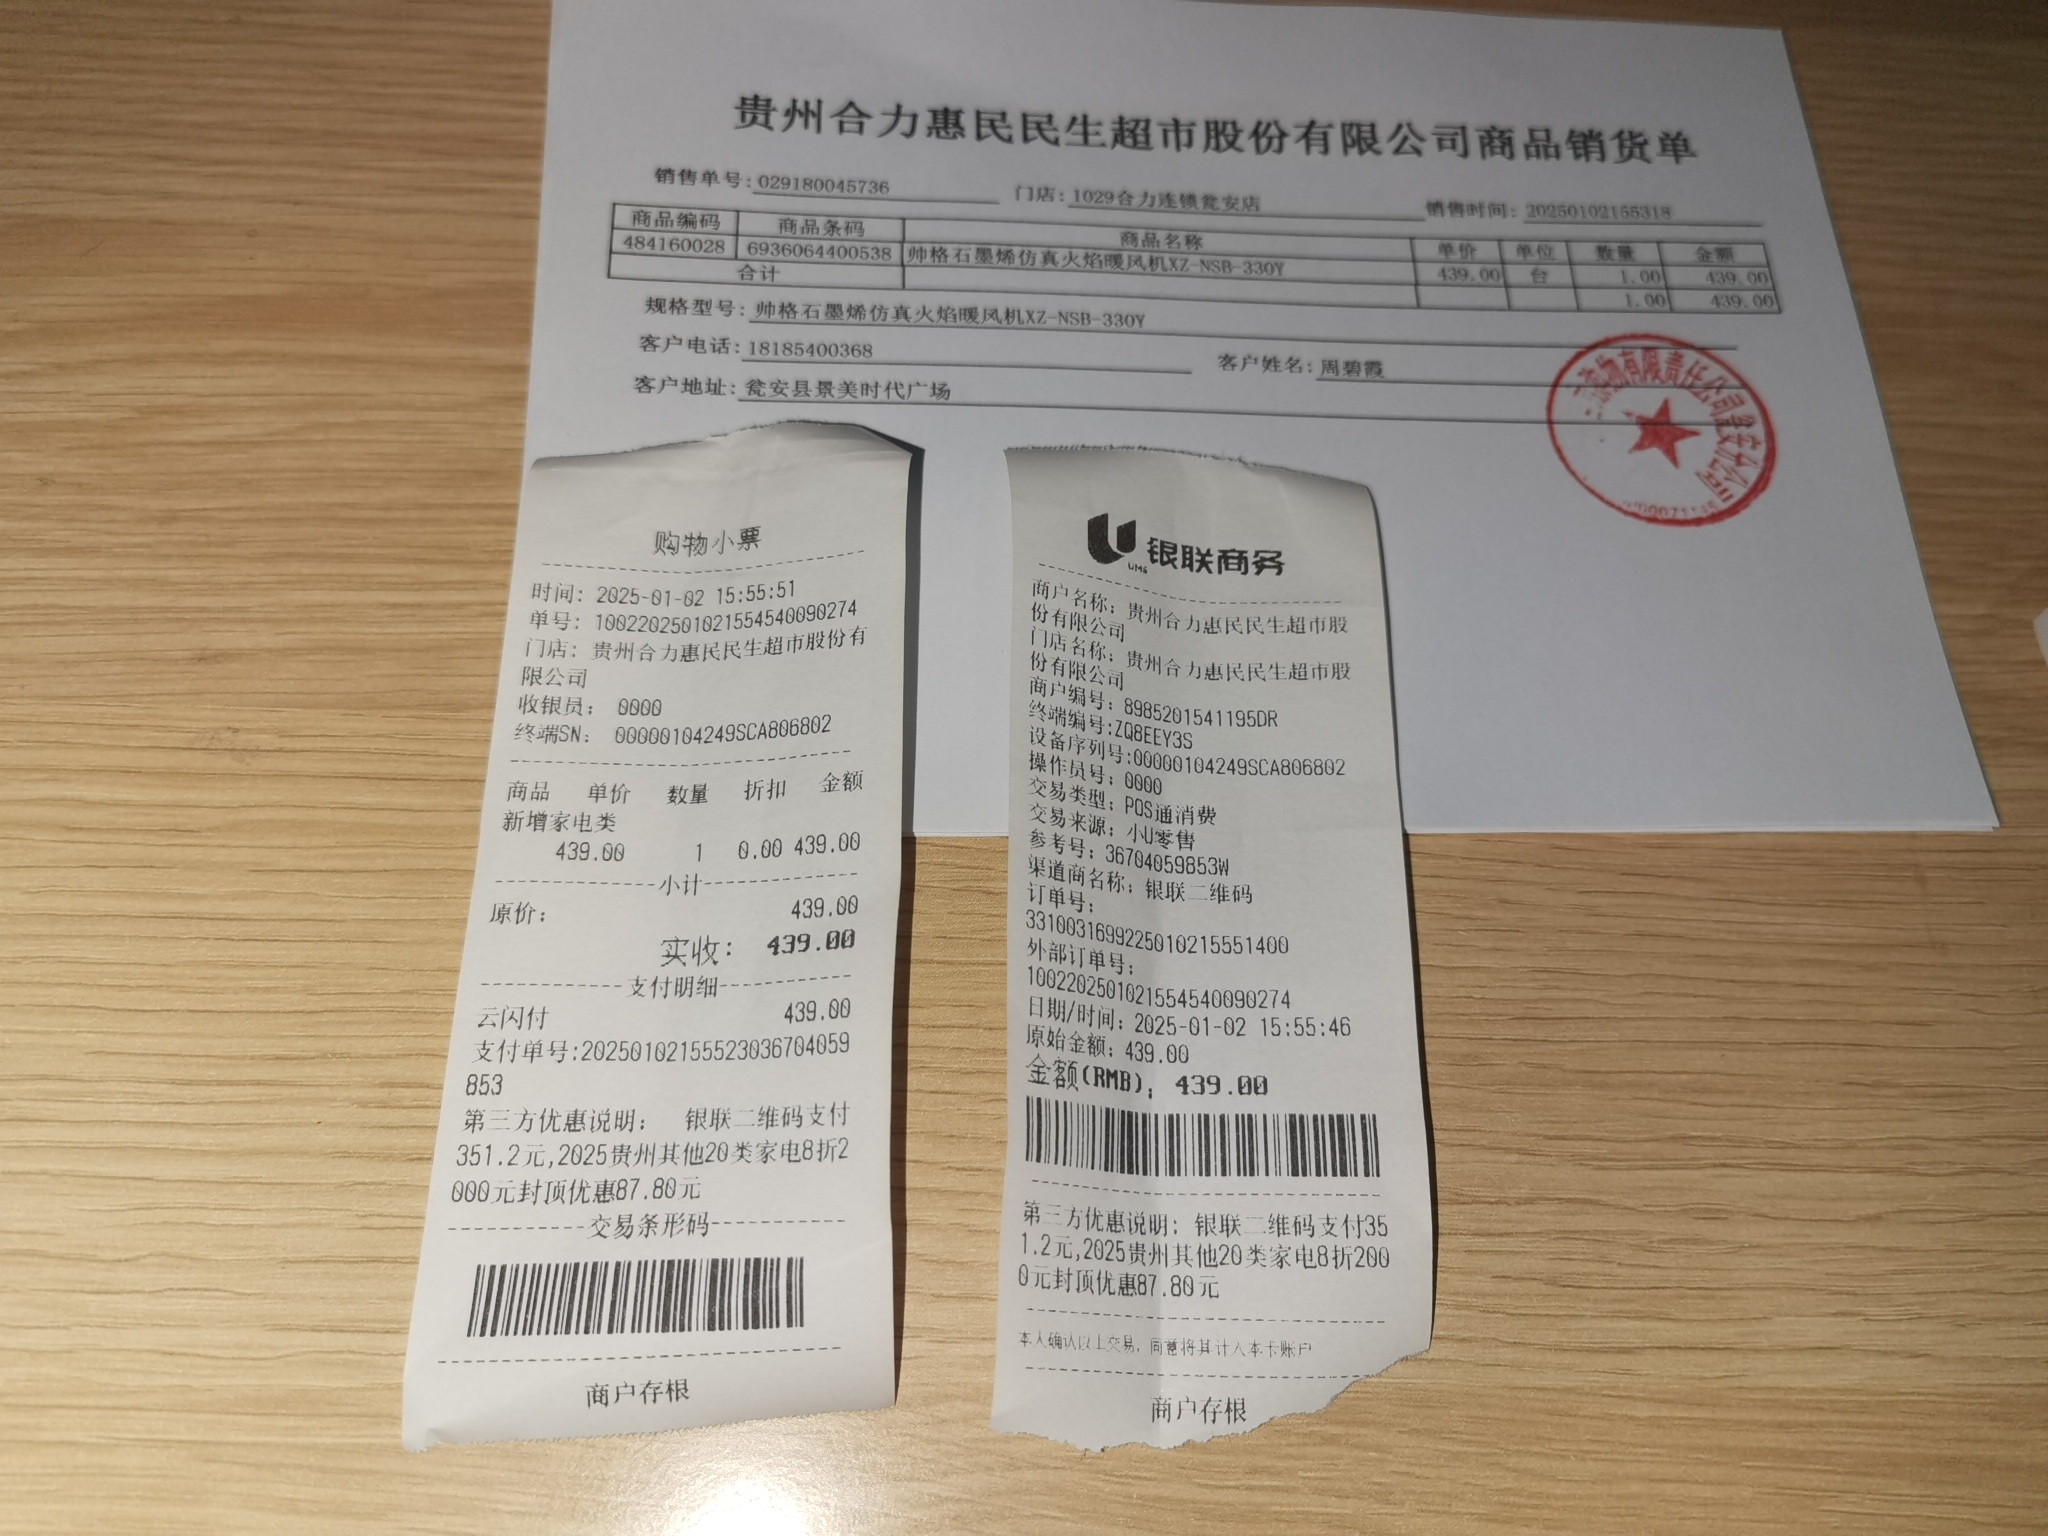 贵州合力惠民民生超市股份有限公司商品销货单
销售单号:029180045736 门店:1029合力连锁瓮安店 销售时间:20250102155318
商品编码 商品条码 商品名称 单价 单位 数量 金额
484160028 6936064400538 帅格石墨烯仿真火焰暖风机XZ-NSB-330Y 439.00 台 1.00 439.00
合计 1.00 439.00
规格型号:帅格石墨烯仿真火焰暖风机XZ-NSB-330Y
客户电话:18185400368 客户姓名:周碧霞
客户地址:瓮安县景美时代广场
有限责任公司瓮安分公司
购物小票
时间: 2025-01-02 15:55:51
单号: 10022025010215545400090274
门店: 贵州合力惠民民生超市股份有
限公司
收银员: 0000
终端SN: 00000104249SCA806802
商品 单价 数量 折扣 金额
新增家电类
439.00 1 0.00 439.00
小计
原价: 439.00
实收: 439.00
支付明细
云闪付 439.00
支付单号:202501021555230367040​59
853
第三方优惠说明: 银联二维码支付
351.2元,2025贵州其他20类家电8折2
000元封顶优惠87.80元
交易条形码
商户存根
UMS 银联商务
商户名称: 贵州合力惠民民生超市股
份有限公司
门店名称: 贵州合力惠民民生超市股
份有限公司
商户编号: 8985201541195DR
终端编号:ZQ8EEY3S
设备序列号:00000104249SCA806802
操作员号: 0000
交易类型: POS通消费
交易来源: 小U零售
参考号: 36704059853W
渠道商名称: 银联二维码
订单号:
33100316992250102155​51400
外部订单号:
1002202501021554540090274
日期/时间: 2025-01-02 15:55:46
原始金额: 439.00
金额(RMB): 439.00
第三方优惠说明: 银联二维码支付35
1.2元,2025贵州其他20类家电8折200
0元封顶优惠87.80元
本人确认以上交易, 同意将其计入本卡账户
商户存根